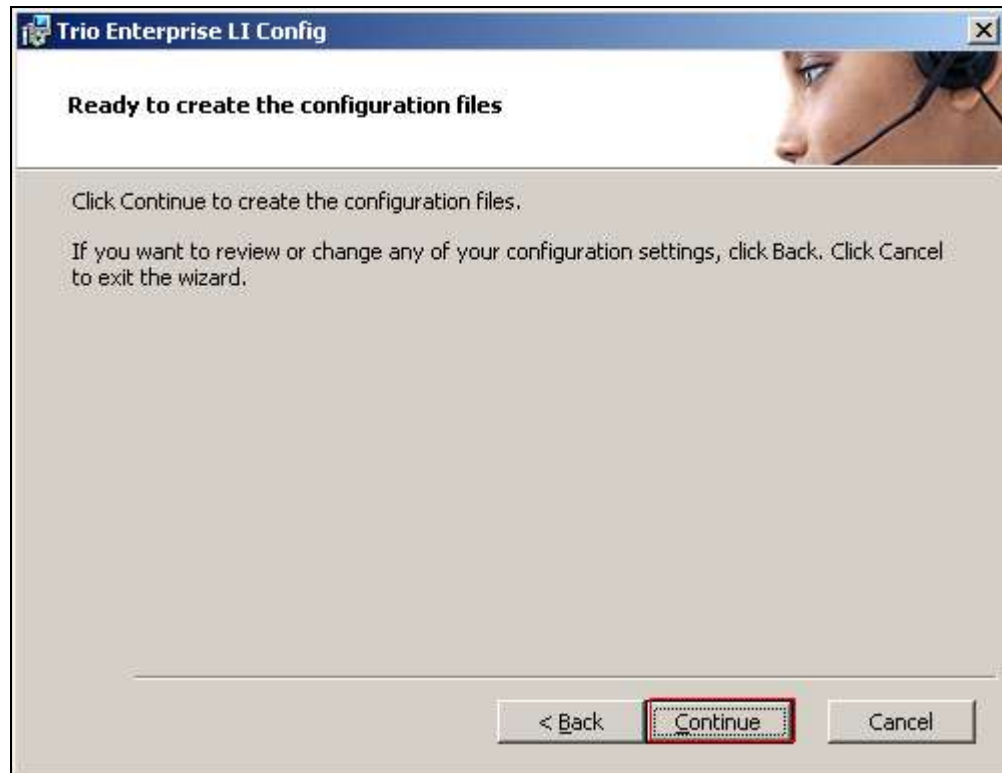 Trio Enterprise LI Config
Ready to create the configuration files
Click Continue to create the configuration files.
If you want to review or change any of your configuration settings, click Back. Click Cancel
to exit the wizard.
< Back
Continue
Cancel